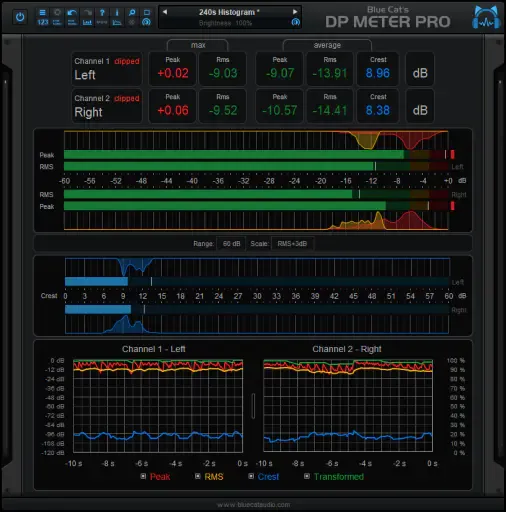 240s Histogram *
Brightness 100%
Blue Cat's
DP METER PRO
123
max
average
Channel 1 clipped
Left
Peak Rms Peak Rms Crest
+0.02 -9.03 -9.07 -13.91 8.96 dB
Channel 2 clipped
Right
Peak Rms Peak Rms Crest
+0.06 -9.52 -10.57 -14.41 8.38 dB
Peak
RMS Left
-60 -56 -52 -48 -44 -40 -36 -32 -28 -24 -20 -16 -12 -8 -4 +0 dB
RMS Right
Peak
Range: 60 dB Scale: RMS+3dB
Left
Crest 0 3 6 9 12 15 18 21 24 27 30 33 36 39 42 45 48 51 54 57 60 dB
Right
Channel 1 - Left Channel 2 - Right
0 dB 100 %
-12 dB 90 %
-24 dB 80 %
-36 dB 70 %
-48 dB 60 %
-60 dB 50 %
-72 dB 40 %
-84 dB 30 %
-96 dB 20 %
-108 dB 10 %
-120 dB 0 %
-10 s -8 s -6 s -4 s -2 s 0 s -10 s -8 s -6 s -4 s -2 s 0 s
Peak RMS Crest Transformed
www.bluecataudio.com